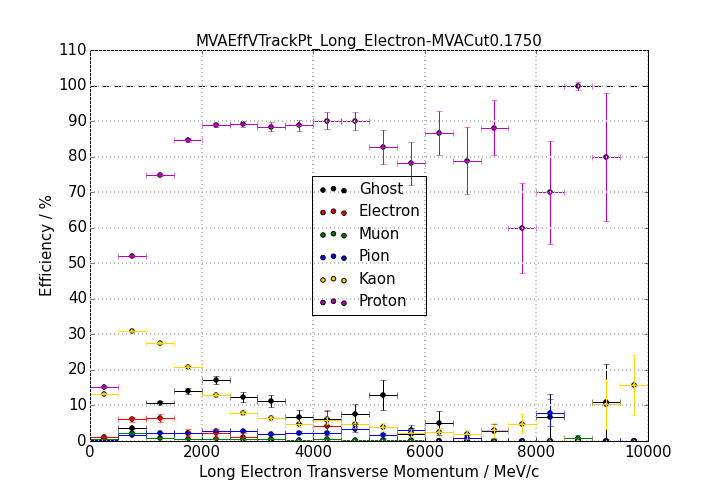 MVAEffVTrackPt_Long_Electron-MVACut0.1750
110
100
90
80
70
60
50
40
30
20
10
0
Efficiency / %
Ghost
Electron
Muon
Pion
Kaon
Proton
0 2000 4000 6000 8000 10000
Long Electron Transverse Momentum / MeV/c